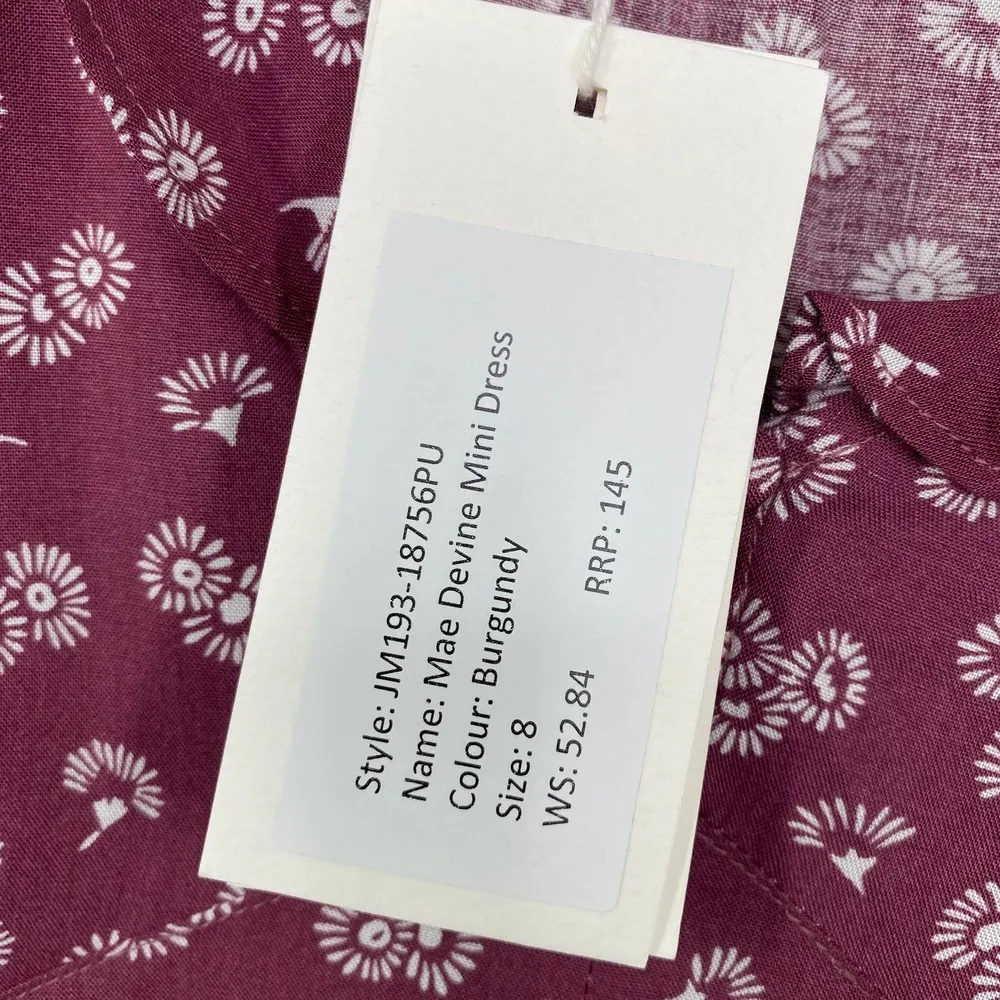 Style: JM193-18756PU
Name: Mae Devine Mini Dress
Colour: Burgundy
Size: 8
WS: 52.84 RRP: 145